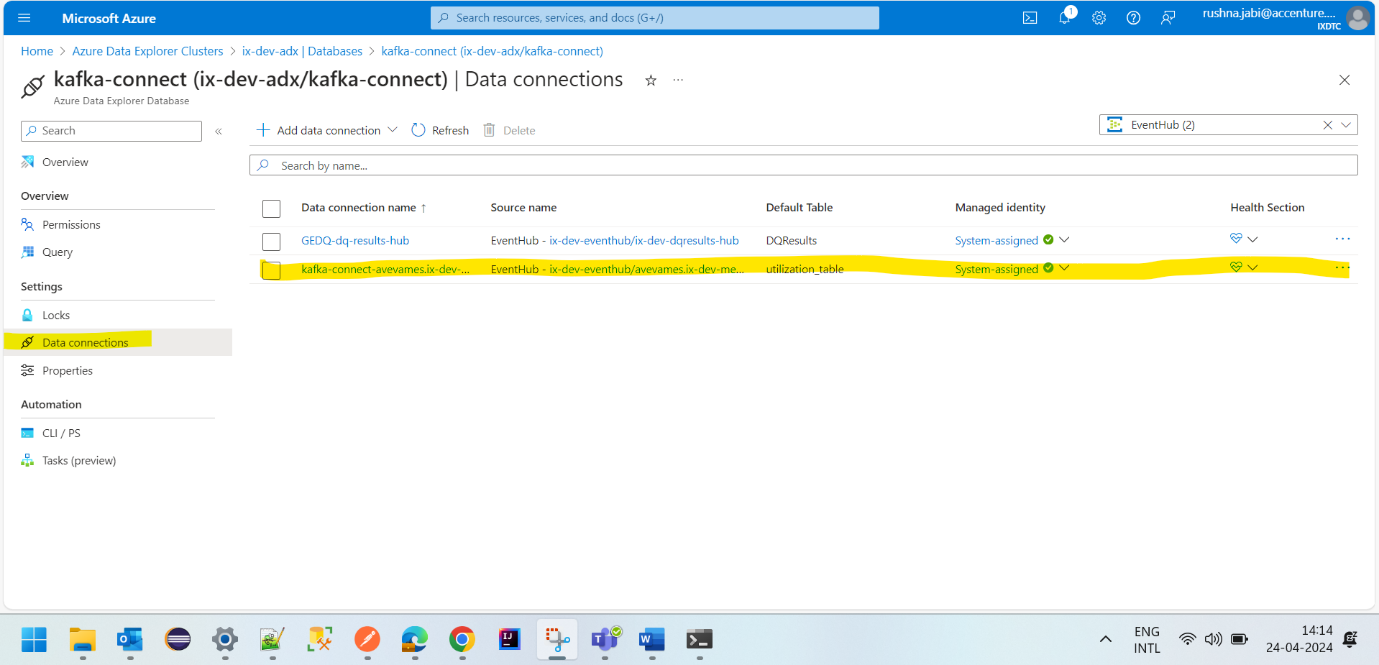 Microsoft Azure
Search resources, services, and docs (G+/)
1
rushna.jabi@accenture....
IXDTC
Home > Azure Data Explorer Clusters > ix-dev-adx | Databases > kafka-connect (ix-dev-adx/kafka-connect)
kafka-connect (ix-dev-adx/kafka-connect) | Data connections
Azure Data Explorer Database
Search
Add data connection
Refresh
Delete
EventHub (2)
Search by name...
Overview
Overview
Permissions
Query
Settings
Locks
Data connections
Properties
Automation
CLI / PS
Tasks (preview)
Data connection name ↑ Source name Default Table Managed identity Health Section
GEDQ-dq-results-hub EventHub - ix-dev-eventhub/ix-dev-dqresults-hub DQResults System-assigned
kafka-connect-avevames.ix-dev-... EventHub - ix-dev-eventhub/avevames.ix-dev-me... utilization_table System-assigned
ENG
INTL
14:14
24-04-2024